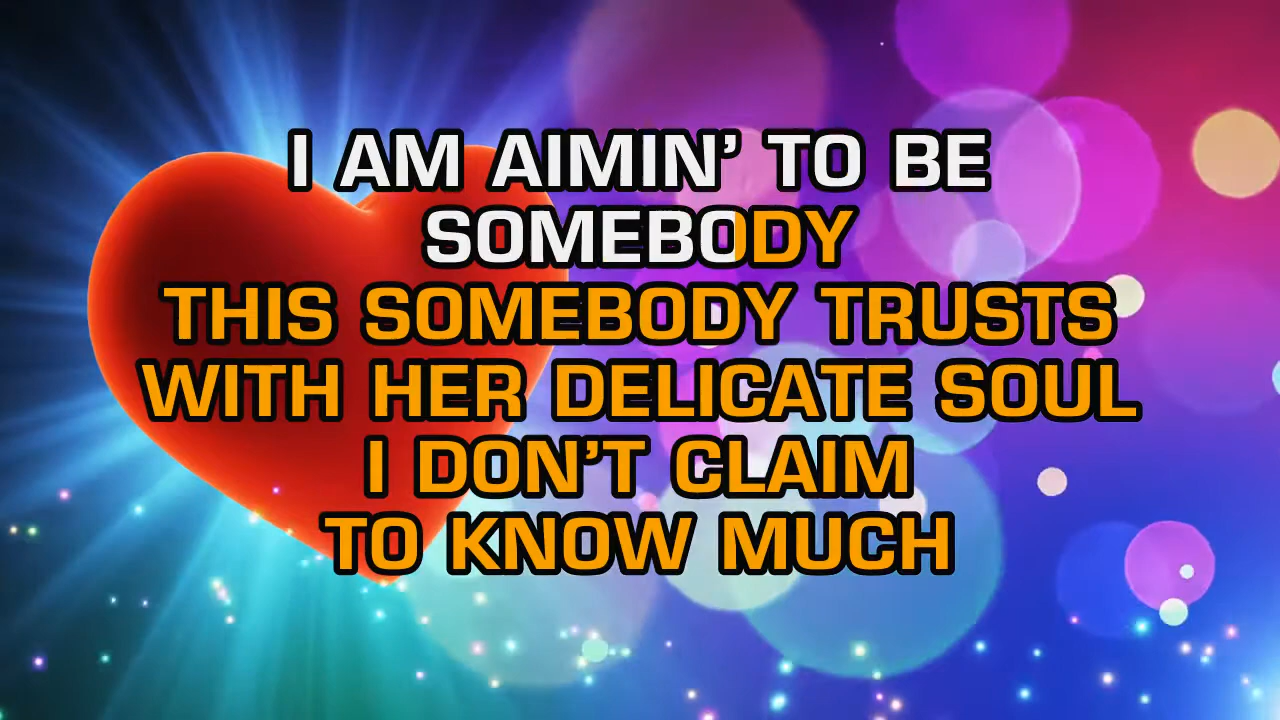 I AM AIMIN’ TO BE
SOMEBODY
THIS SOMEBODY TRUSTS
WITH HER DELICATE SOUL
I DON’T CLAIM
TO KNOW MUCH